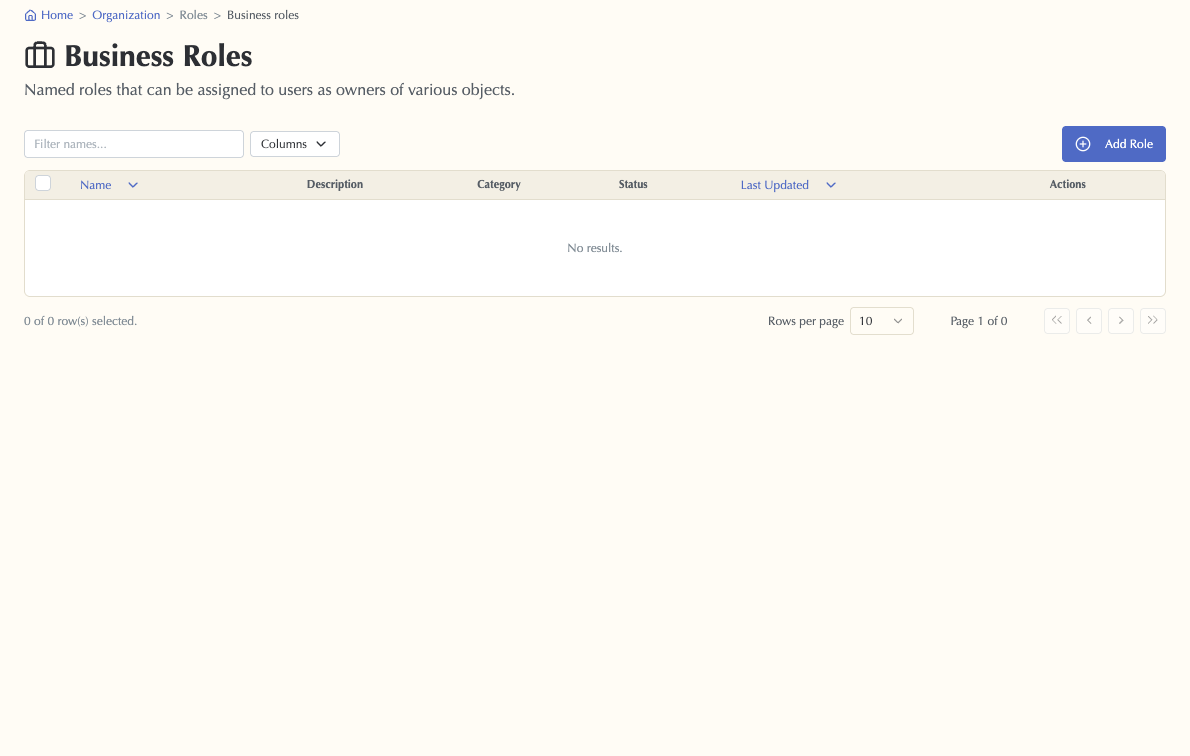 Home > Organization > Roles > Business roles
Business Roles
Named roles that can be assigned to users as owners of various objects.
Filter names... Columns Add Role
Name Description Category Status Last Updated Actions
No results.
0 of 0 row(s) selected. Rows per page 10 Page 1 of 0